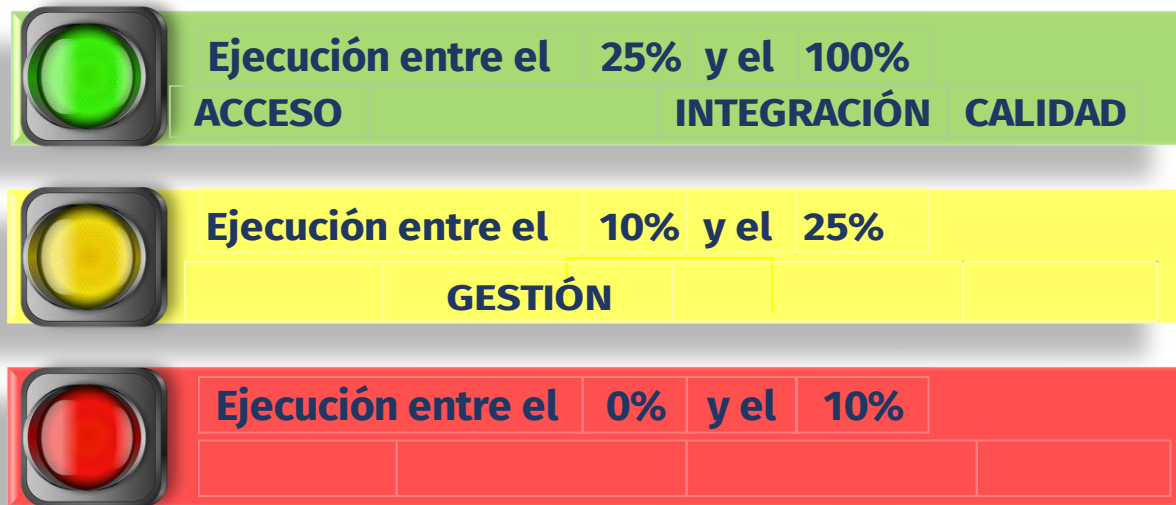 Ejecución entre el 25% y el 100%
ACCESO INTEGRACIÓN CALIDAD
Ejecución entre el 10% y el 25%
GESTIÓN
Ejecución entre el 0% y el 10%